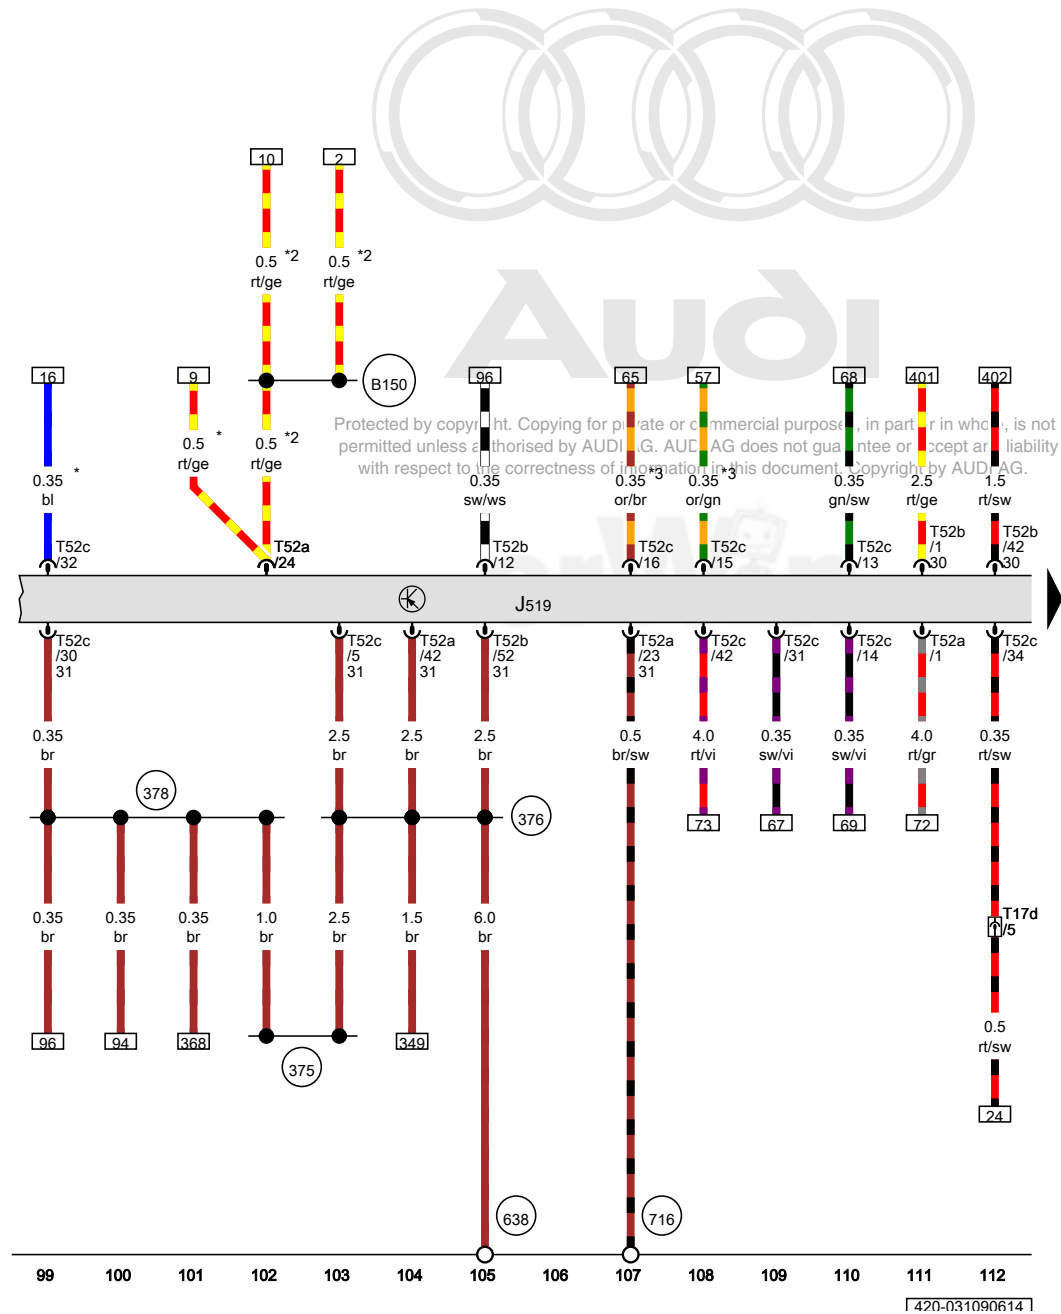 Audi
10
2
0.5 *2
rt/ge
0.5 *2
rt/ge
B150
16
9
96
65
57
68
401
402
Protected by copyright. Copying for private or commercial purposes, in part or in whole, is not
permitted unless authorised by AUDI AG. AUDI AG does not guarantee or accept any liability
with respect to the correctness of information in this document. Copyright by AUDI AG.
0.5 *
rt/ge
0.5 *2
rt/ge
0.35 *
bl
0.35
sw/ws
0.35 *3
or/br
0.35 *3
or/gn
0.35
gn/sw
2.5
rt/ge
1.5
rt/sw
T52c
/32
T52a
/24
T52b
/12
T52c
/16
T52c
/15
T52c
/13
T52b
/1
30
T52b
/42
30
J519
T52c
/30
31
T52c
/5
31
T52a
/42
31
T52b
/52
31
T52a
/23
31
T52c
/42
T52c
/31
T52c
/14
T52a
/1
T52c
/34
0.35
br
2.5
br
2.5
br
2.5
br
0.5
br/sw
4.0
rt/vi
0.35
sw/vi
0.35
sw/vi
4.0
rt/gr
0.35
rt/sw
378
376
73
67
69
72
0.35
br
0.35
br
0.35
br
1.0
br
2.5
br
1.5
br
6.0
br
T17d
/5
96
94
368
375
349
0.5
rt/sw
24
638
716
99 100 101 102 103 104 105 106 107 108 109 110 111 112
420-031090614